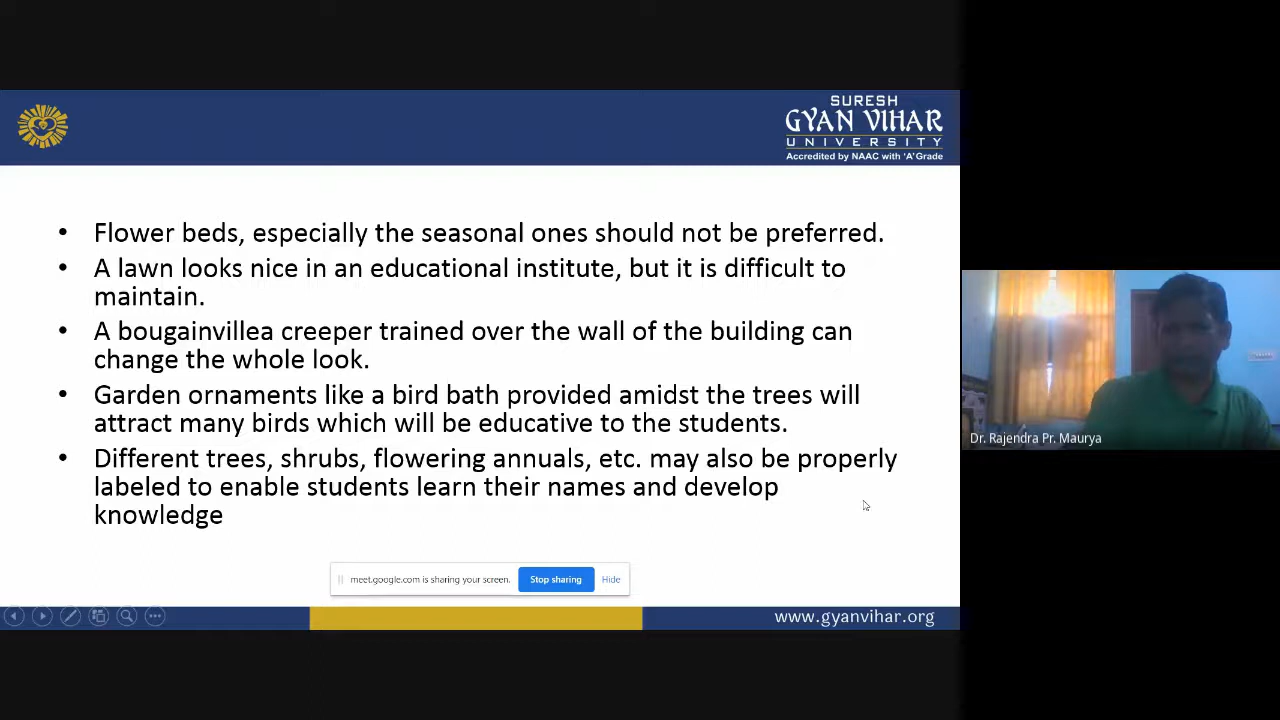 SURESH
GYAN VIHAR
UNIVERSITY
Accredited by NAAC with 'A' Grade
• Flower beds, especially the seasonal ones should not be preferred.
• A lawn looks nice in an educational institute, but it is difficult to
maintain.
• A bougainvillea creeper trained over the wall of the building can
change the whole look.
• Garden ornaments like a bird bath provided amidst the trees will
attract many birds which will be educative to the students.
• Different trees, shrubs, flowering annuals, etc. may also be properly
labeled to enable students learn their names and develop
knowledge
Dr. Rajendra Pr. Maurya
meet.google.com is sharing your screen. Stop sharing Hide
www.gyanvihar.org